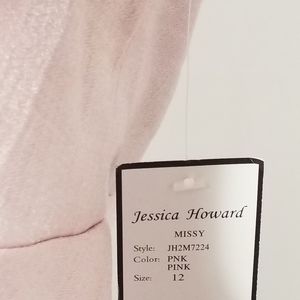 Jessica Howard
MISSY
Style: JH2M7224
Color: PNK
PINK
Size: 12